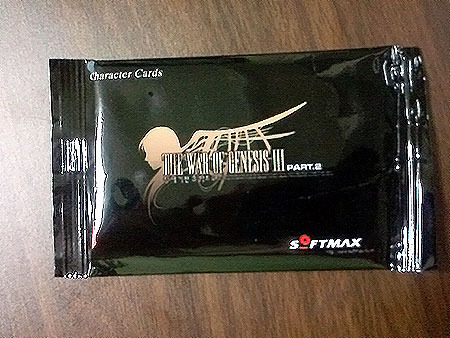 Character Cards
THE WAR OF GENESIS III PART.2
SOFTMAX